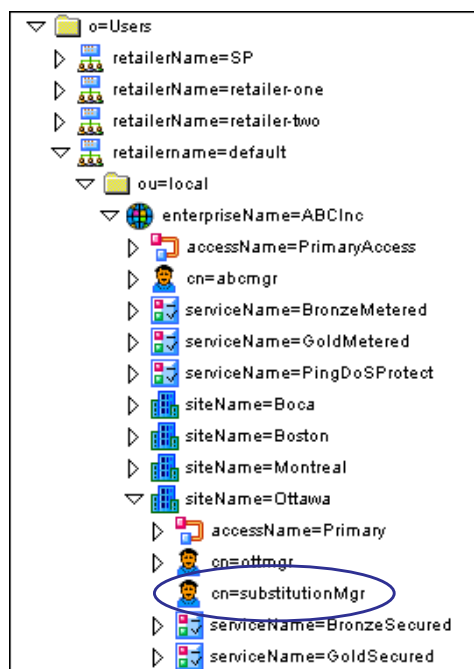 o=Users
retailerName=SP
retailerName=retailer-one
retailerName=retailer-two
retailername=default
ou=local
enterpriseName=ABCInc
accessName=PrimaryAccess
cn=abcmgr
serviceName=BronzeMetered
serviceName=GoldMetered
serviceName=PingDoSProtect
siteName=Boca
siteName=Boston
siteName=Montreal
siteName=Ottawa
accessName=Primary
cn=ottmgr
cn=substitutionMgr
serviceName=BronzeSecured
serviceName=GoldSecured